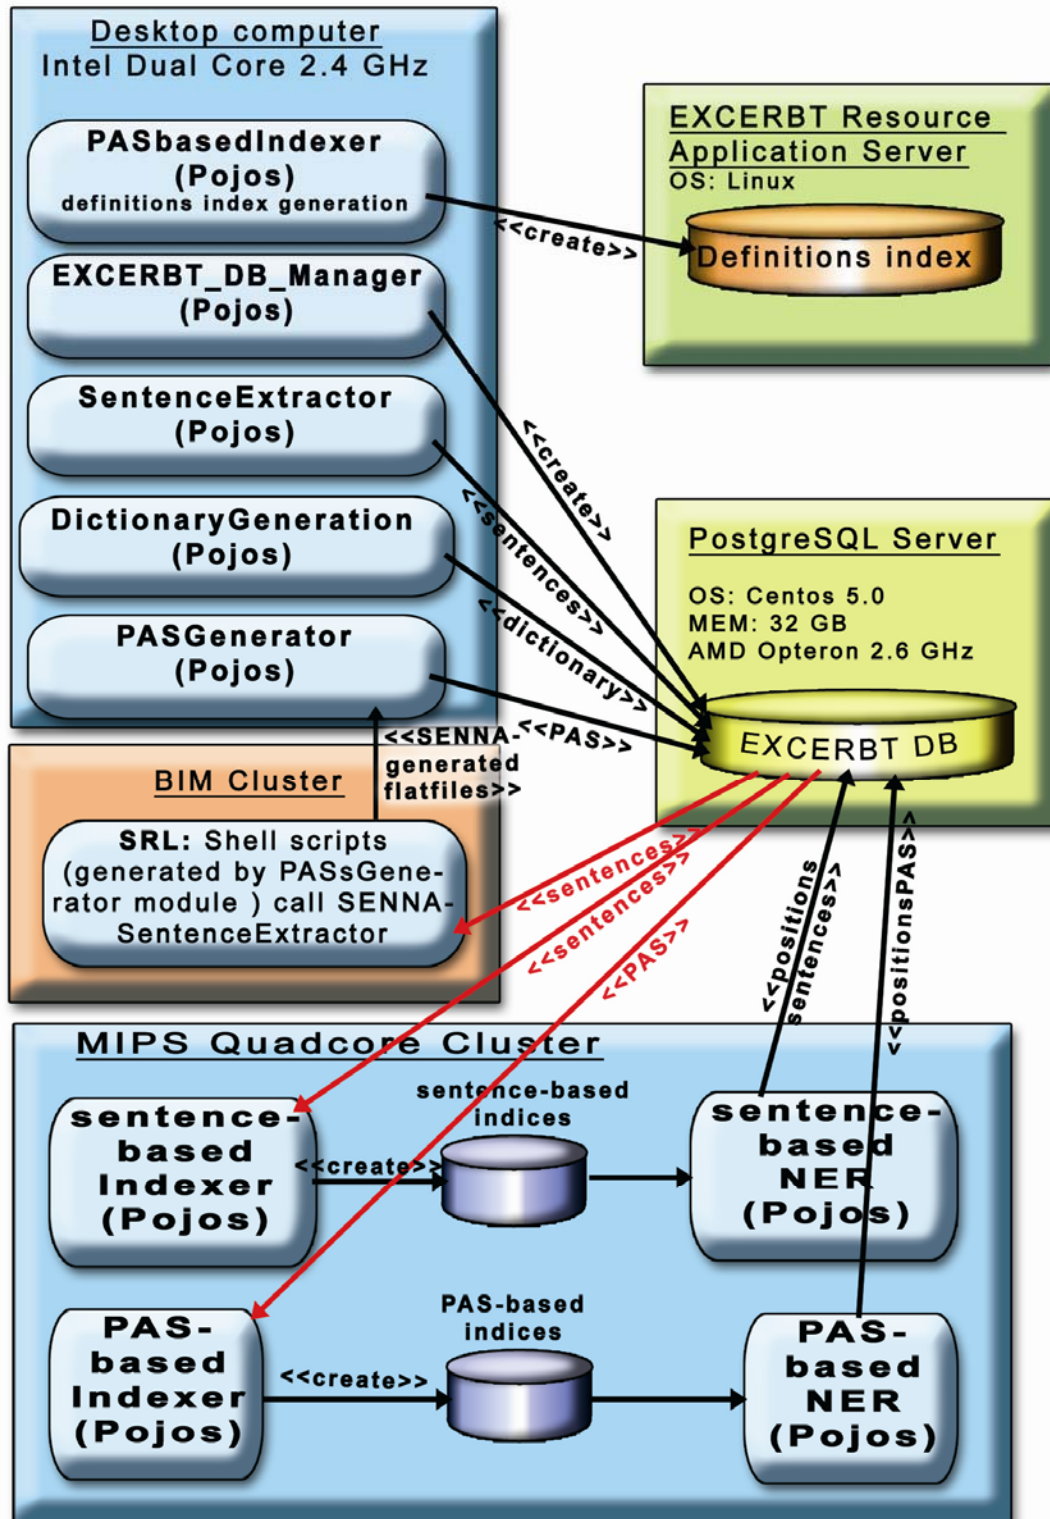 Desktop computer
Intel Dual Core 2.4 GHz
PASbasedIndexer
(Pojos)
definitions index generation
EXCERBT_DB_Manager
(Pojos)
SentenceExtractor
(Pojos)
DictionaryGeneration
(Pojos)
PASGenerator
(Pojos)
<<create>>
EXCERBT Resource
Application Server
OS: Linux
Definitions index
<<create>>
<<sentences>>
<<dictionary>>
<<PAS>>
PostgreSQL Server
OS: Centos 5.0
MEM: 32 GB
AMD Opteron 2.6 GHz
EXCERBT DB
<<SENNA-
generated
flatfiles>>
BIM Cluster
SRL: Shell scripts
(generated by PASsGene-
rator module ) call SENNA-
SentenceExtractor
<<sentences>>
<<sentences>>
<<PAS>>
<<positions
sentences>>
<<positionsPAS>>
MIPS Quadcore Cluster
sentence-
based
Indexer
(Pojos)
<<create>>
sentence-based
indices
sentence-
based
NER
(Pojos)
PAS-
based
Indexer
(Pojos)
<<create>>
PAS-based
indices
PAS-
based
NER
(Pojos)